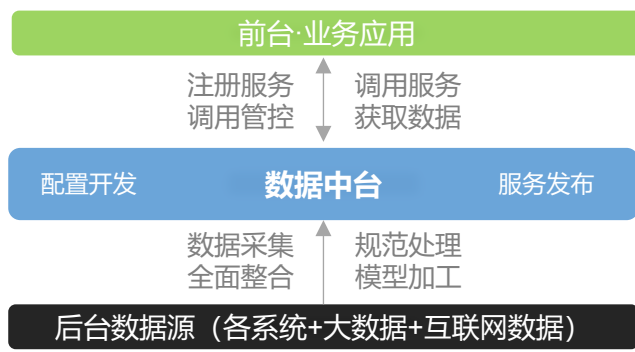 前台·业务应用
注册服务 调用服务
调用管控 获取数据
配置开发 数据中台 服务发布
数据采集 规范处理
全面整合 模型加工
后台数据源（各系统+大数据+互联网数据）